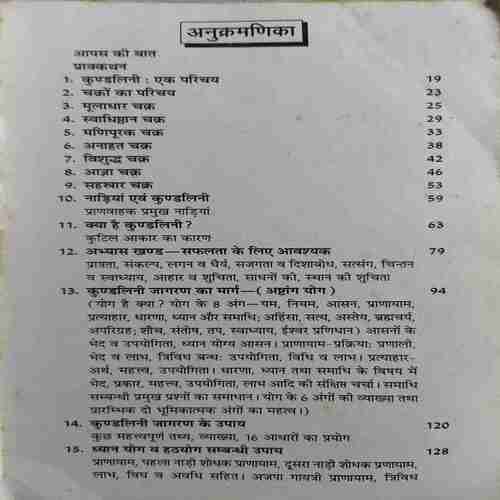 अनुक्रमणिका
आपस की बात
प्राक्कथन
1. कुण्डलिनी : एक परिचय 19
2. चक्रों का परिचय 23
3. मूलाधार चक्र 25
4. स्वाधिष्ठान चक्र 29
5. मणिपूरक चक्र 33
6. अनाहत चक्र 38
7. विशुद्ध चक्र 42
8. आज्ञा चक्र 46
9. सहस्त्रार चक्र 53
10. नाड़ियां एवं कुण्डलिनी 59
प्राणवाहक प्रमुख नाड़ियां
11. क्या है कुण्डलिनी? 63
कुटिल आकार का कारण
12. अभ्यास खण्ड—सफलता के लिए आवश्यक 79
पात्रता, संकल्प, लगन व धैर्य, सजगता व दिशाबोध, सत्संग, चिन्तन
व स्वाध्याय, आहार व शुचिता, साधनों की, स्थान की शुचिता
13. कुण्डलिनी जागरण का मार्ग—( अष्टांग योग ) 94
(योग है क्या? योग के 8 अंग—यम, नियम, आसन, प्राणायाम,
प्रत्याहार, धारणा, ध्यान और समाधि; अहिंसा, सत्य, अस्तेय, ब्रह्मचर्य,
अपरिग्रह; शौच, संतोष, तप, स्वाध्याय, ईश्वर प्रणिधान) आसनों के
भेद व उपयोगिता, ध्यान योग्य आसन। प्राणायाम-प्रक्रिया: प्रणाली,
भेद व लाभ, त्रिविध बन्ध: उपयोगिता, विधि व लाभ। प्रत्याहार-
अर्थ, महत्त्व, उपयोगिता। धारणा, ध्यान तथा समाधि के विषय में
भेद, प्रकार, महत्त्व, उपयोगिता, लाभ आदि की संक्षिप्त चर्चा। समाधि
सम्बन्धी प्रमुख प्रश्नों का समाधान। योग के 6 अंगों की व्याख्या तथा
प्रारम्भिक दो भूमिकात्मक अंगों का महत्त्व।)
14. कुण्डलिनी जागरण के उपाय 120
कुछ महत्त्वपूर्ण तथ्य, व्याख्या, 16 आधारों का प्रयोग
15. ध्यान योग व हठयोग सम्बन्धी उपाय 128
प्राणायाम, पहला नाड़ी शोधक प्राणायाम, दूसरा नाड़ी शोधक प्रणायाम,
लाभ, विधि व अवधि सहित। अजपा गायत्री प्राणायाम, त्रिविध